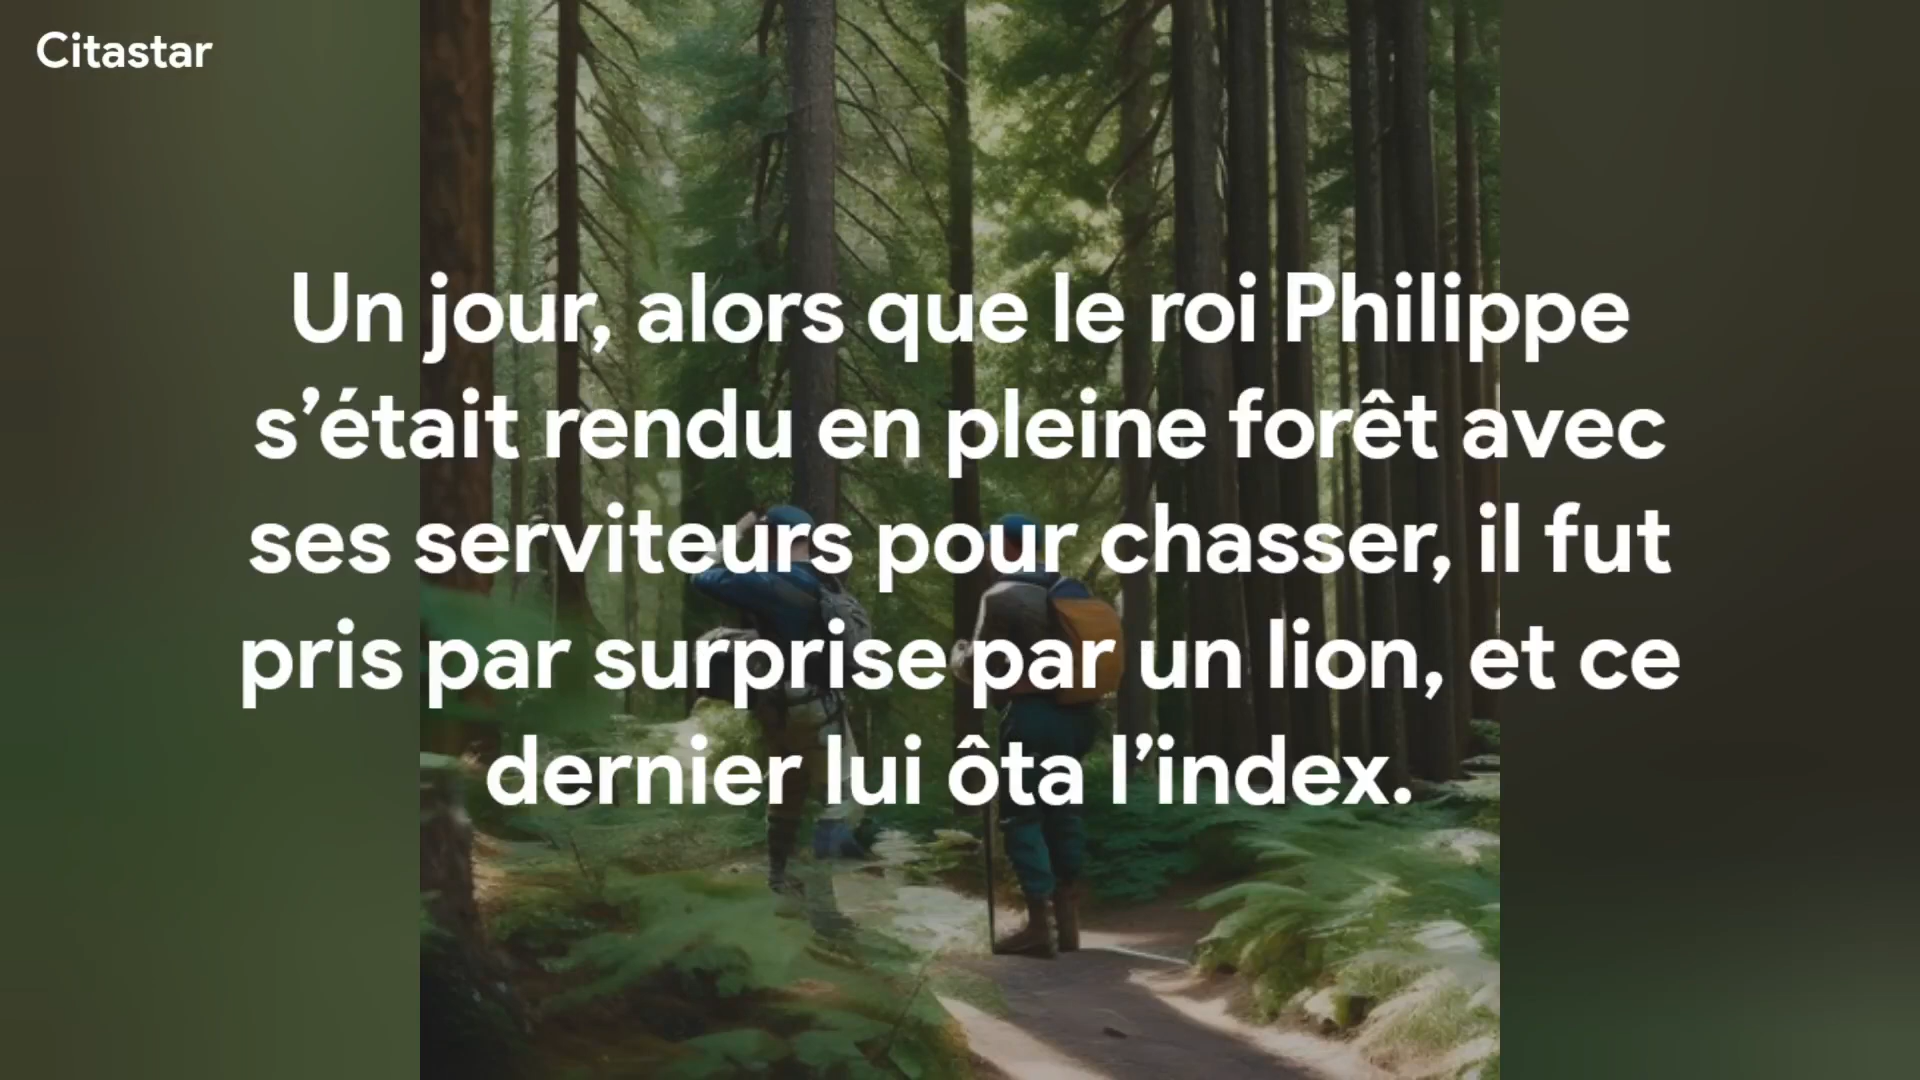 Citastar
Un jour, alors que le roi Philippe
s’était rendu en pleine forêt avec
ses serviteurs pour chasser, il fut
pris par surprise par un lion, et ce
dernier lui ôta l’index.